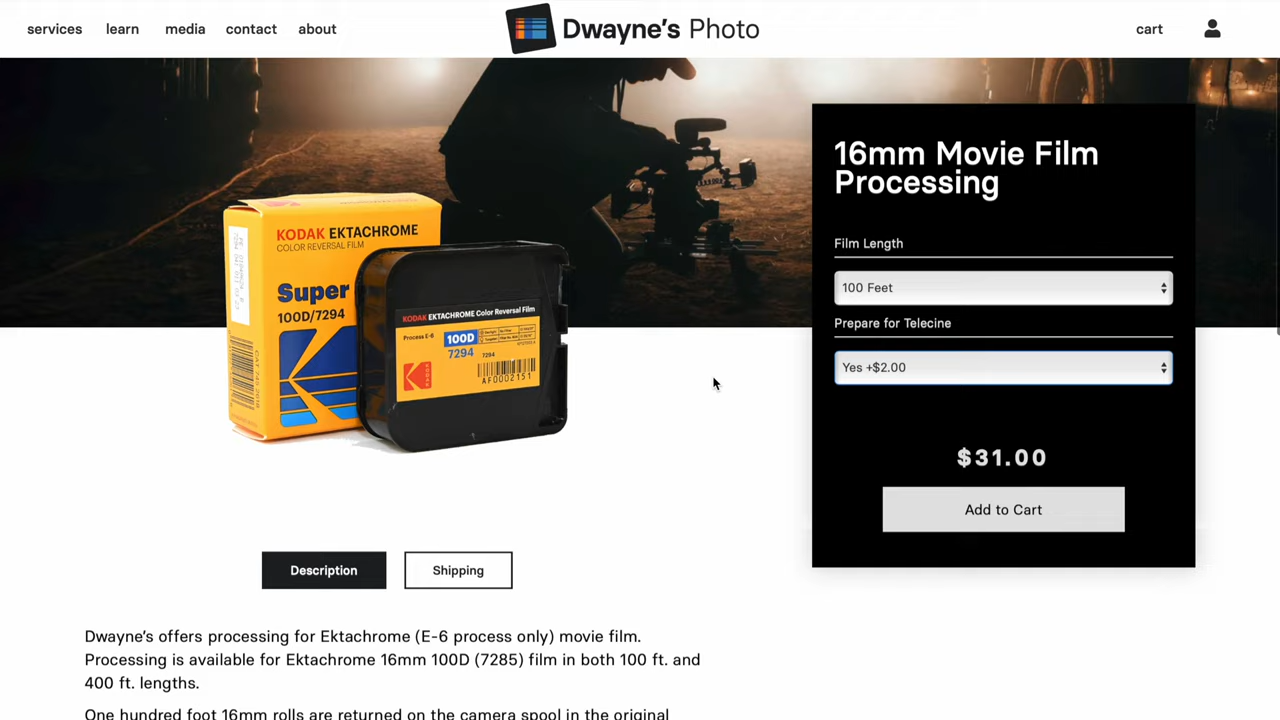 services learn media contact about Dwayne's Photo cart
16mm Movie Film
Processing
Film Length
100 Feet
Prepare for Telecine
Yes +$2.00
$31.00
Add to Cart
KODAK EKTACHROME
COLOR REVERSAL FILM
Super
100D/7294
KODAK EKTACHROME Color Reversal Film
Process E-6
100D
7294
7294
AF0002151
Description Shipping
Dwayne's offers processing for Ektachrome (E-6 process only) movie film.
Processing is available for Ektachrome 16mm 100D (7285) film in both 100 ft. and
400 ft. lengths.
One hundred foot 16mm rolls are returned on the camera spool in the original